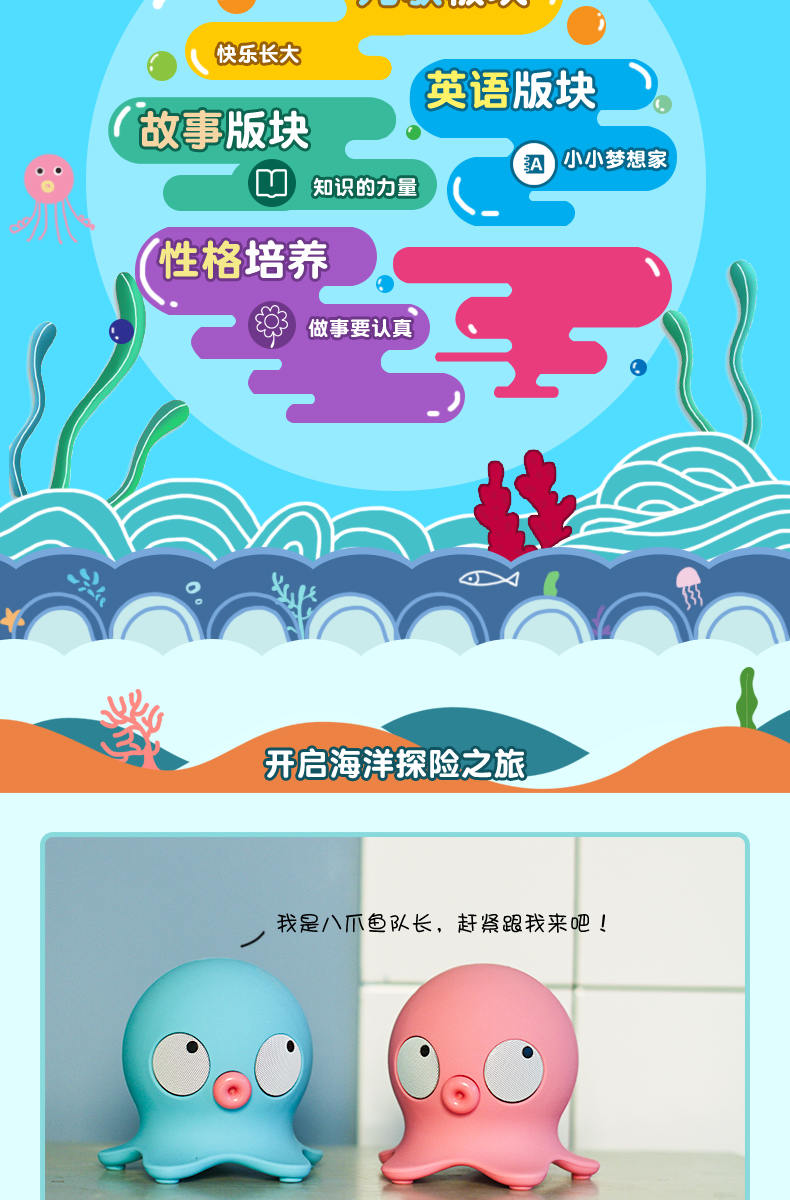 版块
快乐长大
英语版块
故事版块
小小梦想家
知识的力量
性格培养
做事要认真
开启海洋探险之旅
我是八爪鱼队长，赶紧跟我来吧！